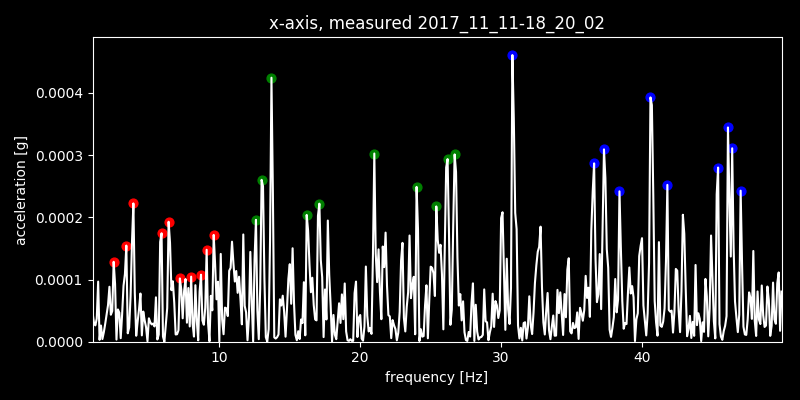 x-axis, measured 2017_11_11-18_20_02
acceleration [g]
0.0004
0.0003
0.0002
0.0001
0.0000
10 20 30 40
frequency [Hz]